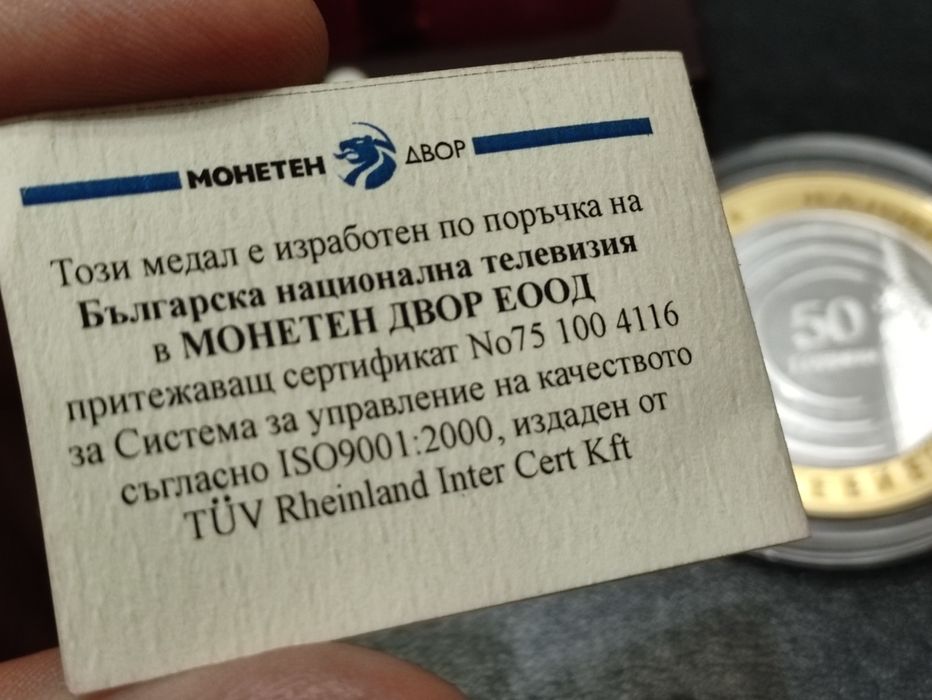 МОНЕТЕН ДВОР
Този медал е изработен по поръчка на
Българска национална телевизия
в МОНЕТЕН ДВОР ЕООД
притежаващ сертификат No75 100 4116
за Система за управление на качеството
съгласно ISO9001:2000, издаден от
TÜV Rheinland Inter Cert Kft
50